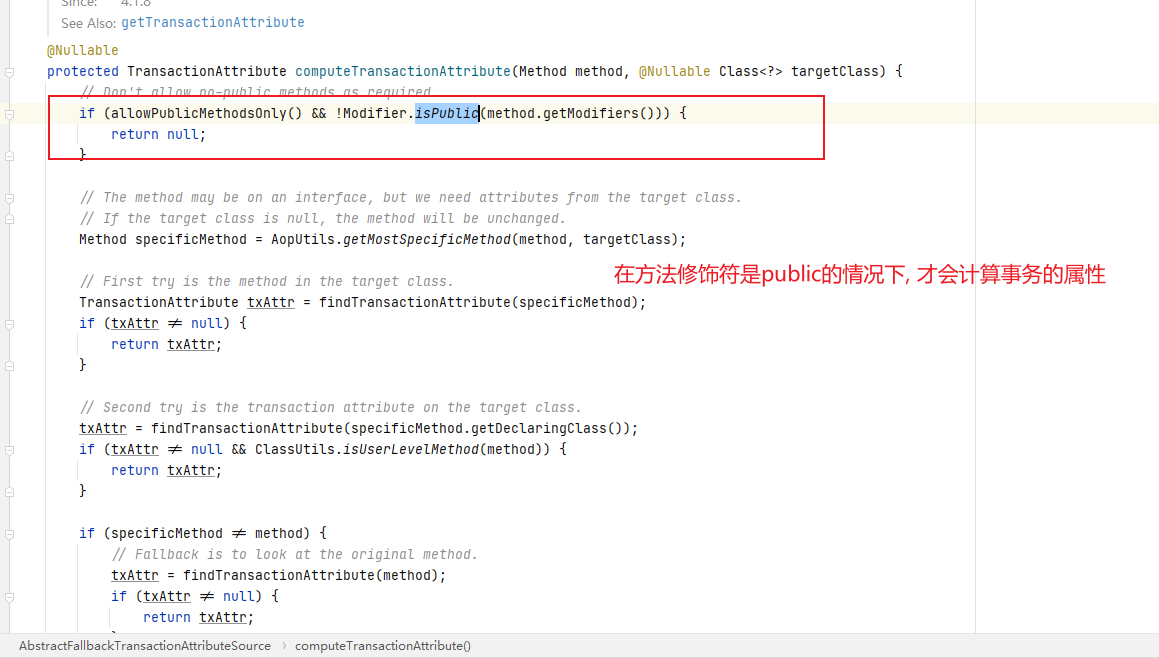 Since: 4.1.8
See Also: getTransactionAttribute
@Nullable
protected TransactionAttribute computeTransactionAttribute(Method method, @Nullable Class<?> targetClass) {
// Don't allow no-public methods as required.
if (allowPublicMethodsOnly() && !Modifier.isPublic(method.getModifiers())) {
return null;
}
// The method may be on an interface, but we need attributes from the target class.
// If the target class is null, the method will be unchanged.
Method specificMethod = AopUtils.getMostSpecificMethod(method, targetClass);
// First try is the method in the target class.
在方法修饰符是public的情况下, 才会计算事务的属性
TransactionAttribute txAttr = findTransactionAttribute(specificMethod);
if (txAttr != null) {
return txAttr;
}
// Second try is the transaction attribute on the target class.
txAttr = findTransactionAttribute(specificMethod.getDeclaringClass());
if (txAttr != null && ClassUtils.isUserLevelMethod(method)) {
return txAttr;
}
if (specificMethod != method) {
// Fallback is to look at the original method.
txAttr = findTransactionAttribute(method);
if (txAttr != null) {
return txAttr;
AbstractFallbackTransactionAttributeSource › computeTransactionAttribute()